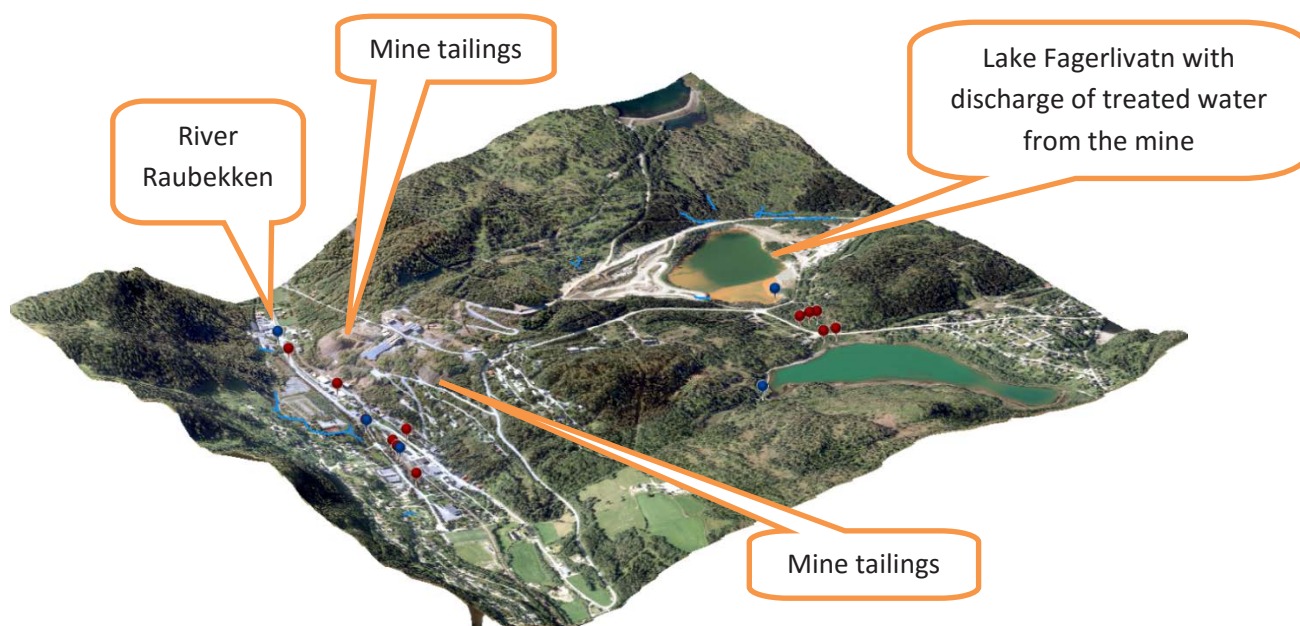 Mine tailings
River
Raubekken
Lake Fagerlivatn with
discharge of treated water
from the mine
Mine tailings